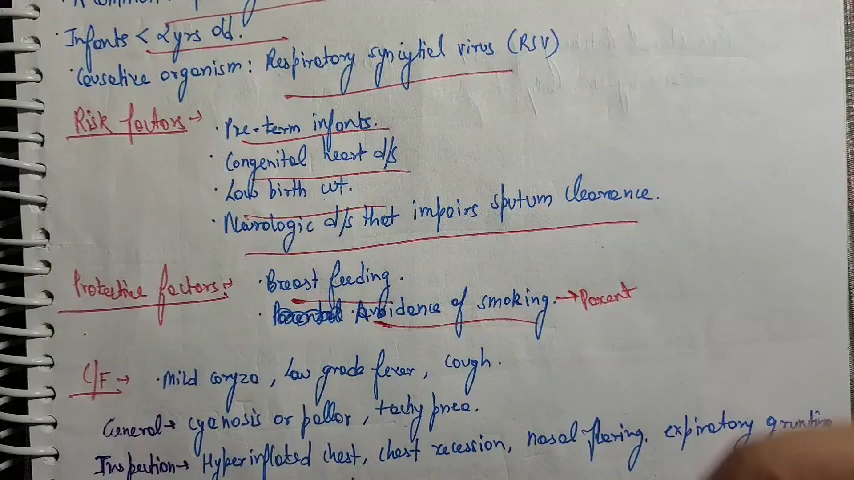 Infants < 2yrs old.
Causative organism: Respiratory syncytial virus (RSV)
Risk factors → · Pre-term infants.
· Congenital heart d/s
· Low birth wt.
· Neurologic d/s that impairs sputum clearance.
Protective factors: · Breast feeding.
· Avoidance of smoking. → Parent
C/F → · Mild coryza, low grade fever, cough.
General → cyanosis or pallor, tachypnea.
Inspection → Hyperinflated chest, chest recession, nasal flaring, expiratory grunting